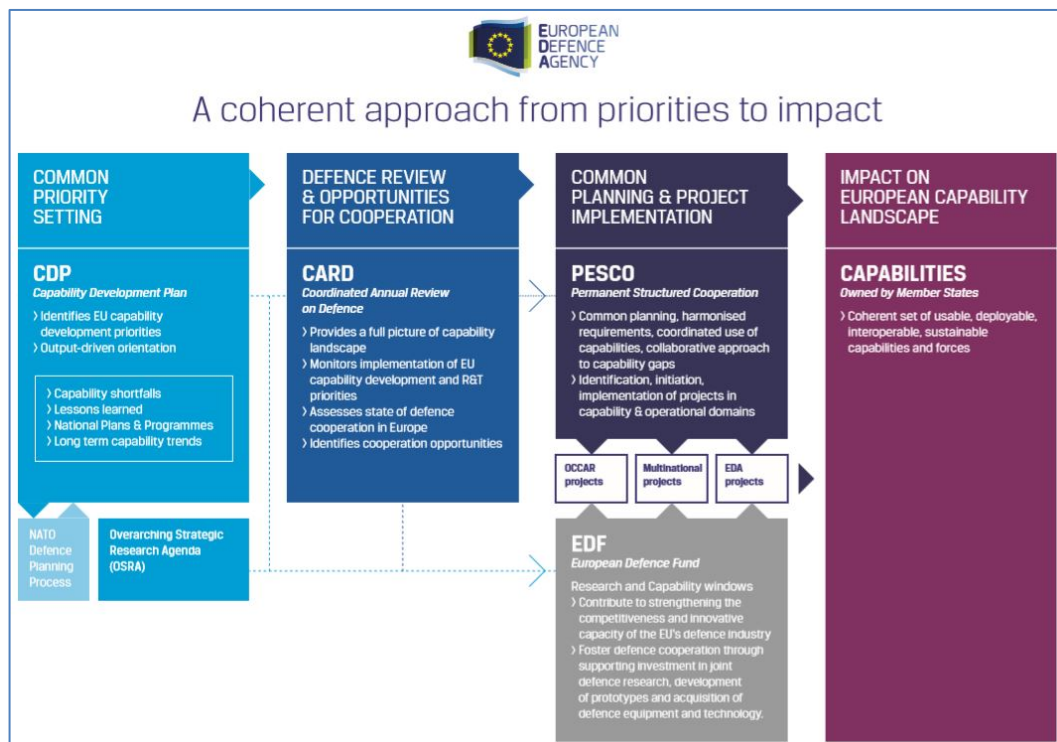 EUROPEAN
DEFENCE
AGENCY
A coherent approach from priorities to impact
COMMON
PRIORITY
SETTING
CDP
Capability Development Plan
› Identifies EU capability
development priorities
› Output-driven orientation
› Capability shortfalls
› Lessons learned
› National Plans & Programmes
› Long term capability trends
NATO
Defence
Planning
Process
Overarching Strategic
Research Agenda
(OSRA)
DEFENCE REVIEW
& OPPORTUNITIES
FOR COOPERATION
CARD
Coordinated Annual Review
on Defence
› Provides a full picture of capability
landscape
› Monitors implementation of EU
capability development and R&T
priorities
› Assesses state of defence
cooperation in Europe
› Identifies cooperation opportunities
COMMON
PLANNING & PROJECT
IMPLEMENTATION
PESCO
Permanent Structured Cooperation
› Common planning, harmonised
requirements, coordinated use of
capabilities, collaborative approach
to capability gaps
› Identification, initiation,
implementation of projects in
capability & operational domains
OCCAR
projects
Multinational
projects
EDA
projects
EDF
European Defence Fund
Research and Capability windows
› Contribute to strengthening the
competitiveness and innovative
capacity of the EU's defence industry
› Foster defence cooperation through
supporting investment in joint
defence research, development
of prototypes and acquisition of
defence equipment and technology.
IMPACT ON
EUROPEAN CAPABILITY
LANDSCAPE
CAPABILITIES
Owned by Member States
› Coherent set of usable, deployable,
interoperable, sustainable
capabilities and forces